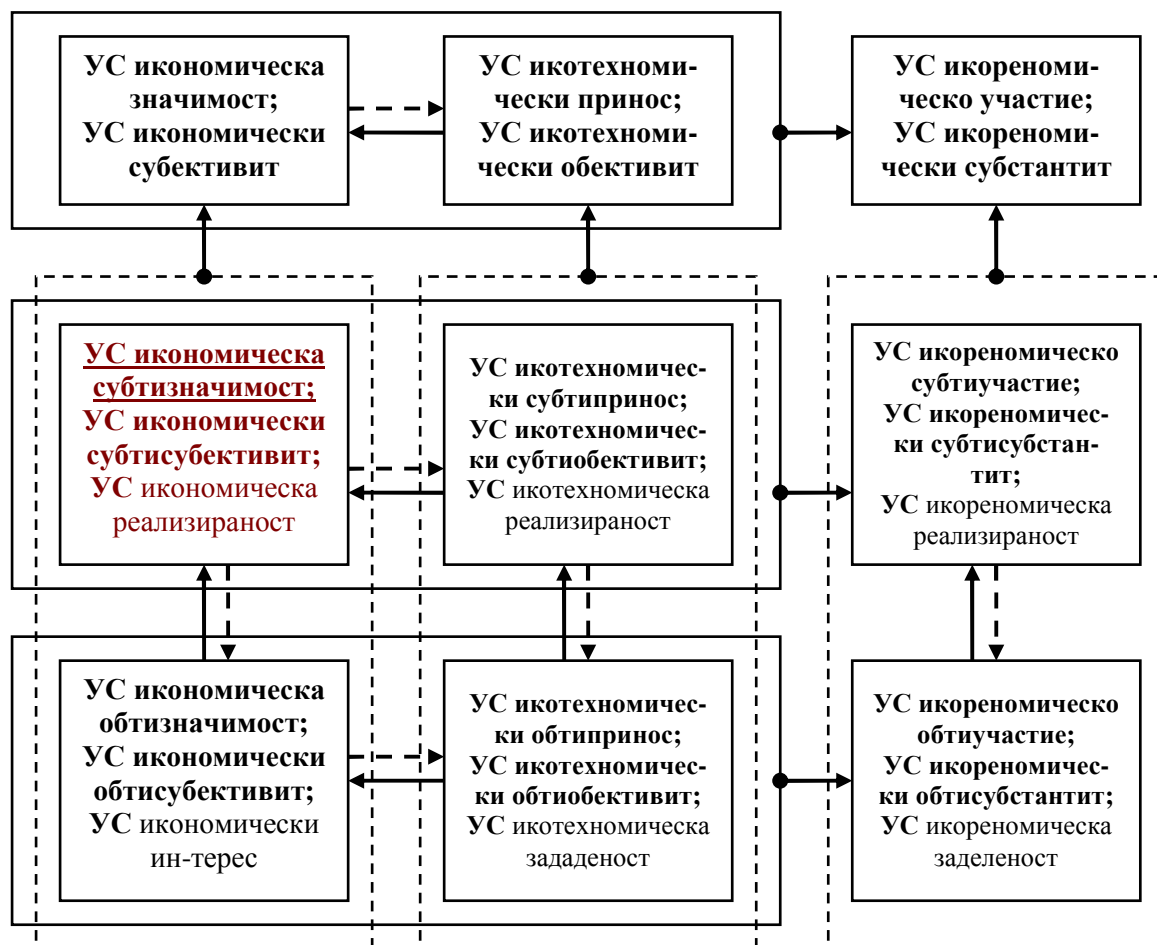 УС икономическа
значимост;
УС икономически
субективит
УС икотехноми-
чески принос;
УС икотехноми-
чески обективит
УС икореноми-
ческо участие;
УС икореноми-
чески субстантит
УС икономическа
субтизначимост;
УС икономически
субтисубективит;
УС икономическа
реализираност
УС икотехномичес-
ки субтипринос;
УС икотехномичес-
ки субтиобективит;
УС икотехномическа
реализираност
УС икореномическо
субтиучастие;
УС икореномичес-
ки субтисубстан-
тит;
УС икореномическа
реализираност
УС икономическа
обтизначимост;
УС икономически
обтисубективит;
УС икономически
ин-терес
УС икотехномичес-
ки обтипринос;
УС икотехномичес-
ки обтиобективит;
УС икотехномическа
зададеност
УС икореномическо
обтиучастие;
УС икореномичес-
ки обтисубстантит;
УС икореномическа
заделеност